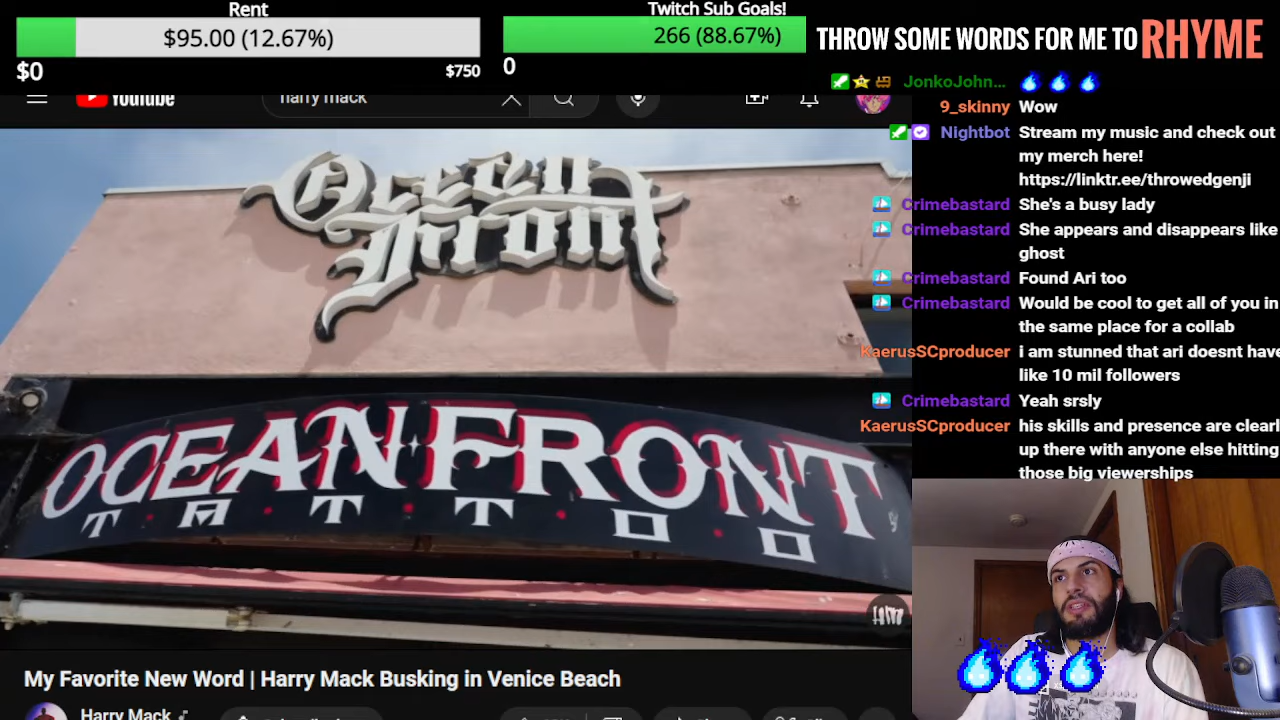 Rent
$95.00 (12.67%)
$0
$750
Twitch Sub Goals!
266 (88.67%)
0
THROW SOME WORDS FOR ME TO RHYME
YouTube
harry mack
Ocean
Front
OCEANFRONT
TATTOO
My Favorite New Word | Harry Mack Busking in Venice Beach
Harry Mack
JonkoJohn...
9_skinny Wow
Nightbot Stream my music and check out
my merch here!
https://linktr.ee/throwedgenji
Crimebastard She's a busy lady
Crimebastard She appears and disappears like
ghost
Crimebastard Found Ari too
Crimebastard Would be cool to get all of you in
the same place for a collab
KaerusSCproducer i am stunned that ari doesnt have
like 10 mil followers
Crimebastard Yeah srsly
KaerusSCproducer his skills and presence are clearl
up there with anyone else hitting
those big viewerships